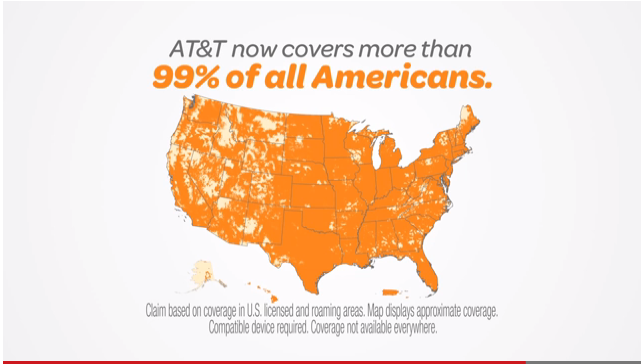 AT&T now covers more than
99% of all Americans.
Claim based on coverage in U.S. licensed and roaming areas. Map displays approximate coverage.
Compatible device required. Coverage not available everywhere.